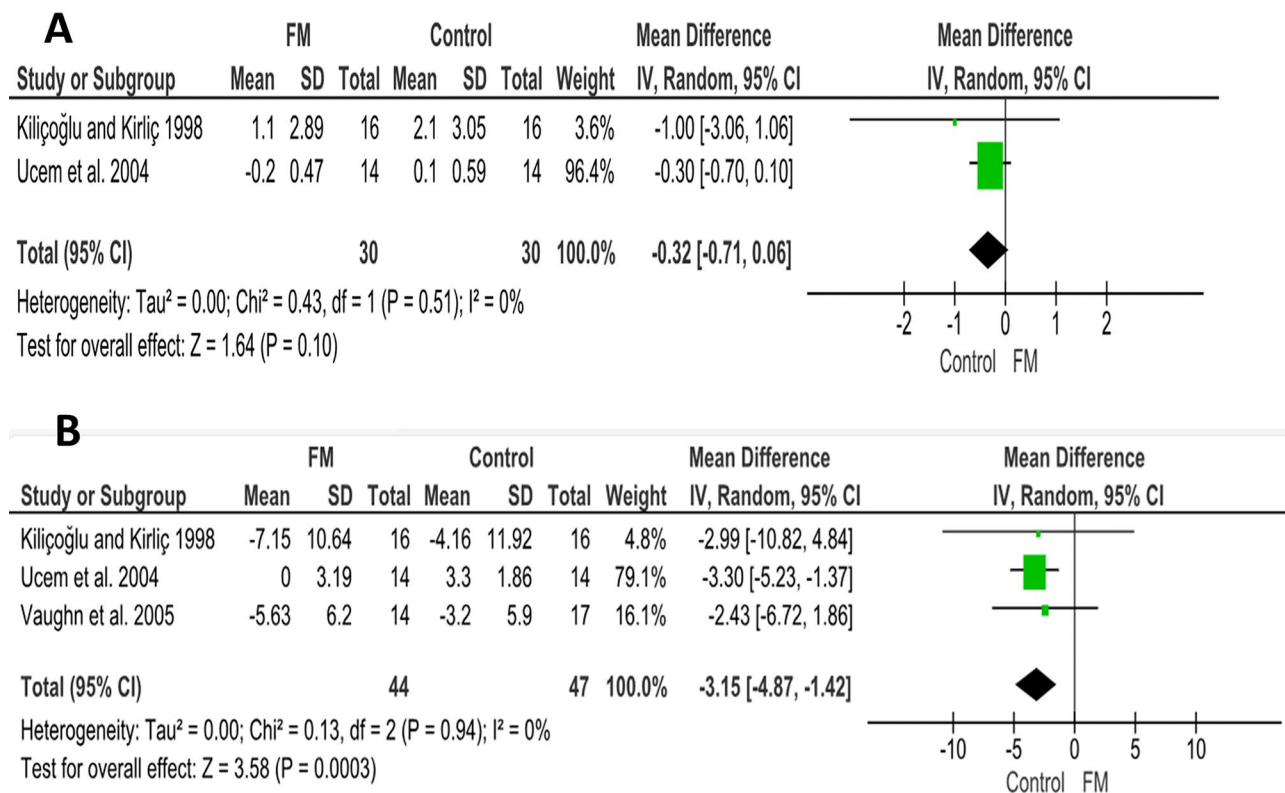 A
FM Control Mean Difference Mean Difference
Study or Subgroup Mean SD Total Mean SD Total Weight IV, Random, 95% CI IV, Random, 95% CI
Kiliçoğlu and Kirliç 1998 1.1 2.89 16 2.1 3.05 16 3.6% -1.00 [-3.06, 1.06]
Ucem et al. 2004 -0.2 0.47 14 0.1 0.59 14 96.4% -0.30 [-0.70, 0.10]
Total (95% CI) 30 30 100.0% -0.32 [-0.71, 0.06]
Heterogeneity: Tau² = 0.00; Chi² = 0.43, df = 1 (P = 0.51); I² = 0%
Test for overall effect: Z = 1.64 (P = 0.10)
-2 -1 0 1 2
Control FM
B
FM Control Mean Difference Mean Difference
Study or Subgroup Mean SD Total Mean SD Total Weight IV, Random, 95% CI IV, Random, 95% CI
Kiliçoğlu and Kirliç 1998 -7.15 10.64 16 -4.16 11.92 16 4.8% -2.99 [-10.82, 4.84]
Ucem et al. 2004 0 3.19 14 3.3 1.86 14 79.1% -3.30 [-5.23, -1.37]
Vaughn et al. 2005 -5.63 6.2 14 -3.2 5.9 17 16.1% -2.43 [-6.72, 1.86]
Total (95% CI) 44 47 100.0% -3.15 [-4.87, -1.42]
Heterogeneity: Tau² = 0.00; Chi² = 0.13, df = 2 (P = 0.94); I² = 0%
Test for overall effect: Z = 3.58 (P = 0.0003)
-10 -5 0 5 10
Control FM